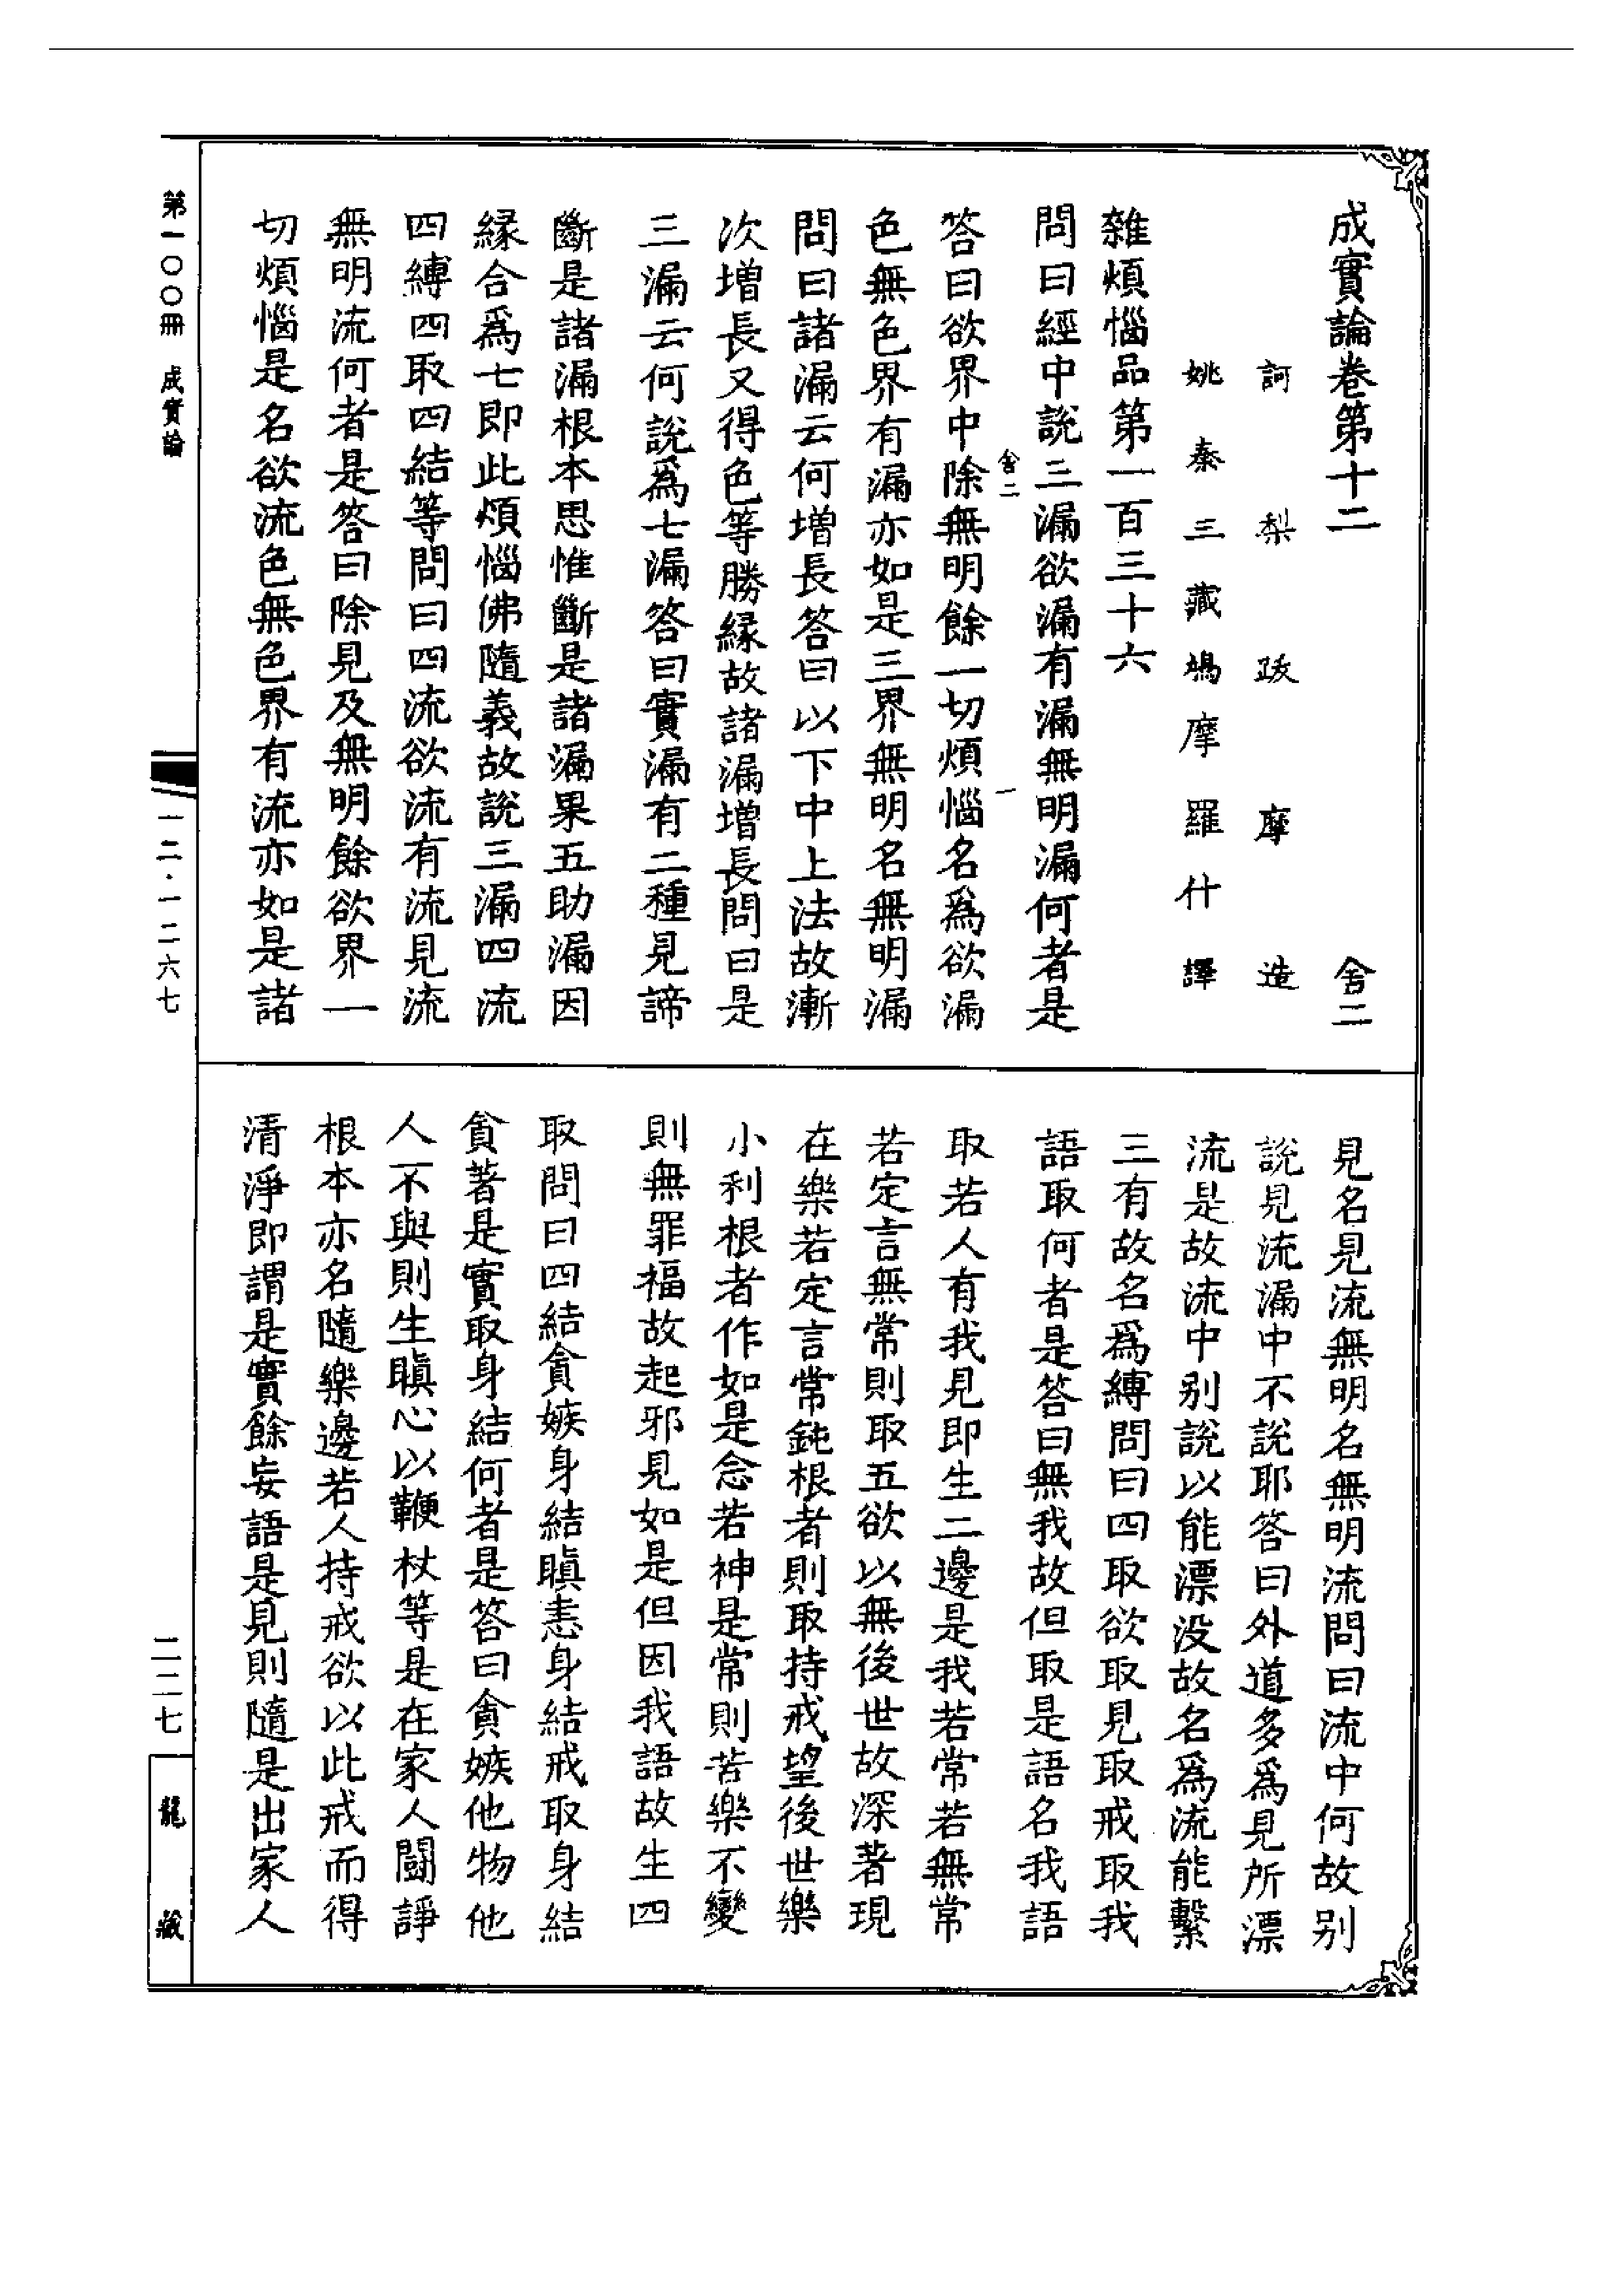 成實論卷第十二 舍二
訶梨跋摩造
姚秦三藏鳩摩羅什譯
雜煩惱品第一百三十六
問曰經中說三漏欲漏有漏無明漏何者是
舍二 一
答曰欲界中除無明餘一切煩惱名爲欲漏
色無色界有漏亦如是三界無明名無明漏
問曰諸漏云何增長答曰以下中上法故漸
次增長又得色等勝緣故諸漏增長問曰是
三漏云何說爲七漏答曰實漏有二種見諦
斷是諸漏根本思惟斷是諸漏果五助漏因
緣合爲七即此煩惱佛隨義故說三漏四流
四縛四取四結等問曰四流欲流有流見流
無明流何者是答曰除見及無明餘欲界一
切煩惱是名欲流色無色界有流亦如是諸
見名見流無明名無明流問曰流中何故別
說見流漏中不說耶答曰外道多爲見所漂
流是故流中別說以能漂没故名爲流能繫
三有故名爲縛問曰四取欲取見取戒取我
語取何者是答曰無我故但取是語名我語
取若人有我見即生二邊是我若常若無常
若定言無常則取五欲以無後世故深著現
在樂若定言常鈍根者則取持戒望後世樂
小利根者作如是念若神是常則苦樂不變
則無罪福故起邪見如是但因我語故生四
取問曰四結貪嫉身結瞋恚身結戒取身結
貪著是實取身結何者是答曰貪嫉他物他
人不與則生瞋心以鞭杖等是在家人鬪諍
根本亦名隨樂邊若人持戒欲以此戒而得
清淨即謂是實餘妄語是見則隨是出家人
第一〇〇冊 成實論
一二·一二六七
二二七
龍藏